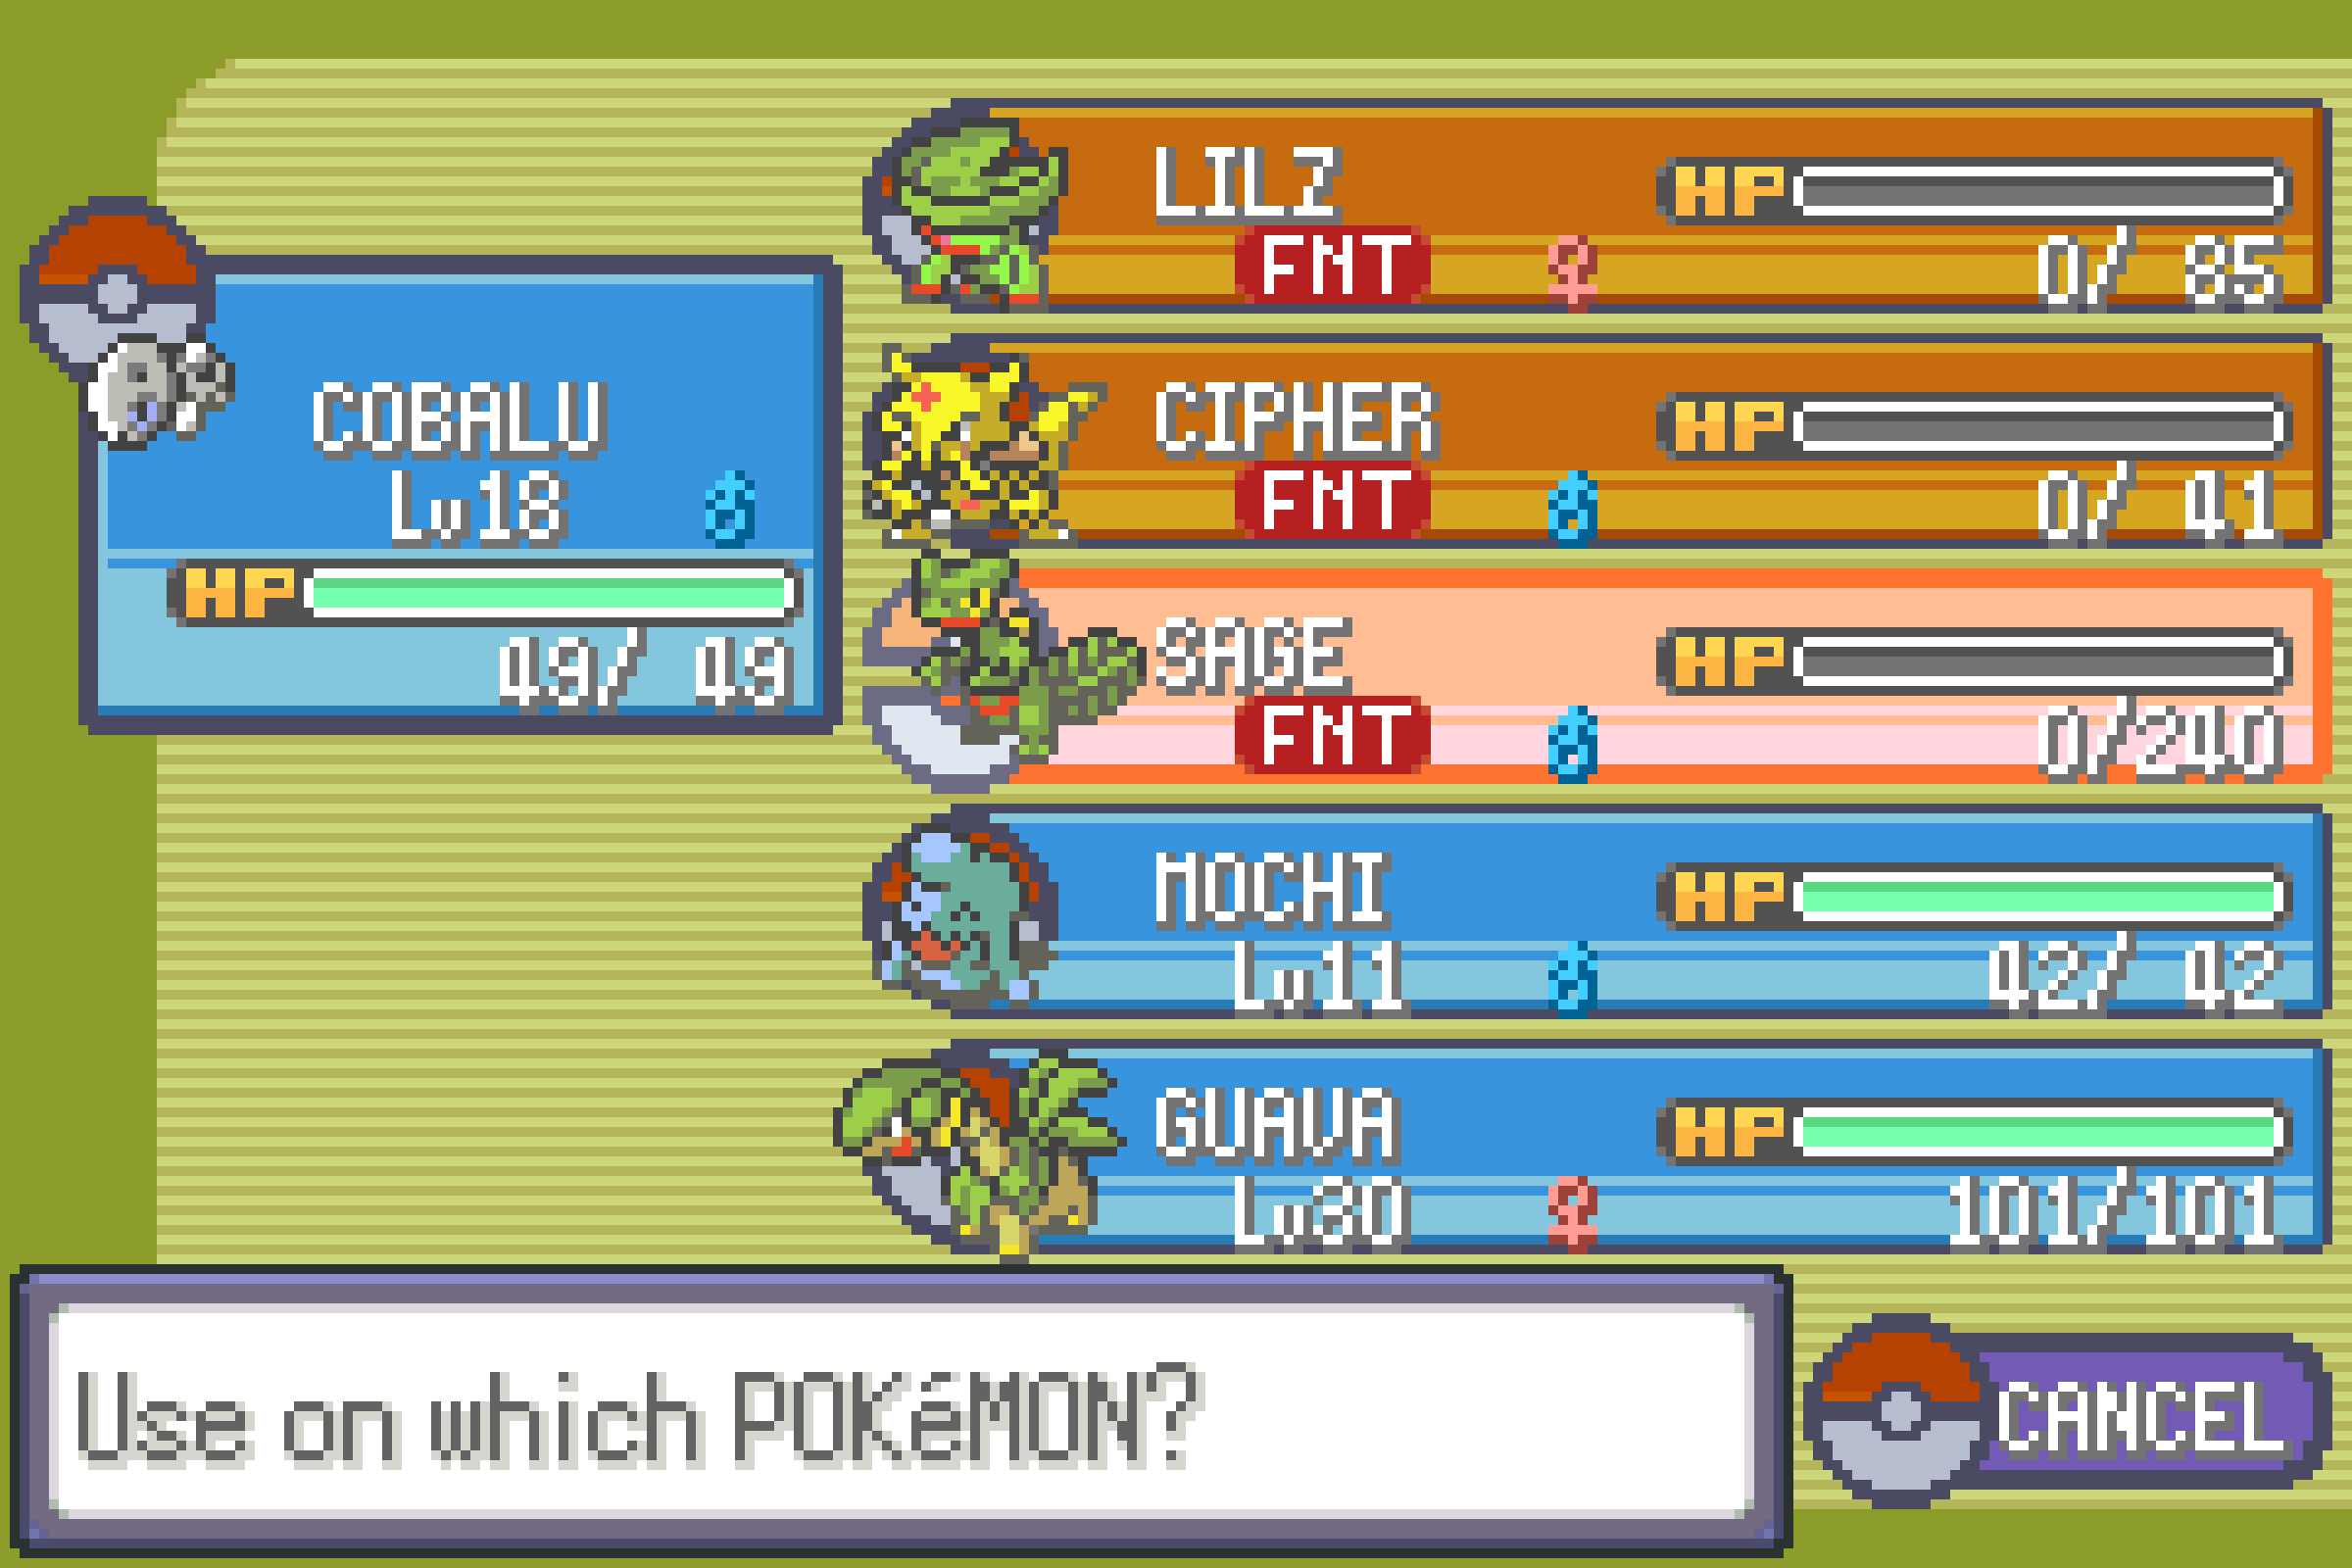 COBALU
Lv18 ♂
HP
49/ 49
LILZ
HP
FNT ♀
0/ 85
CIPHER
HP
FNT ♂
0/ 41
SAGE
HP
FNT ♂
0/240
MOCHI
HP
Lv11 ♂
42/ 42
GUAVA
HP
Lv30 ♀
101/101
Use on which POKéMON?
CANCEL